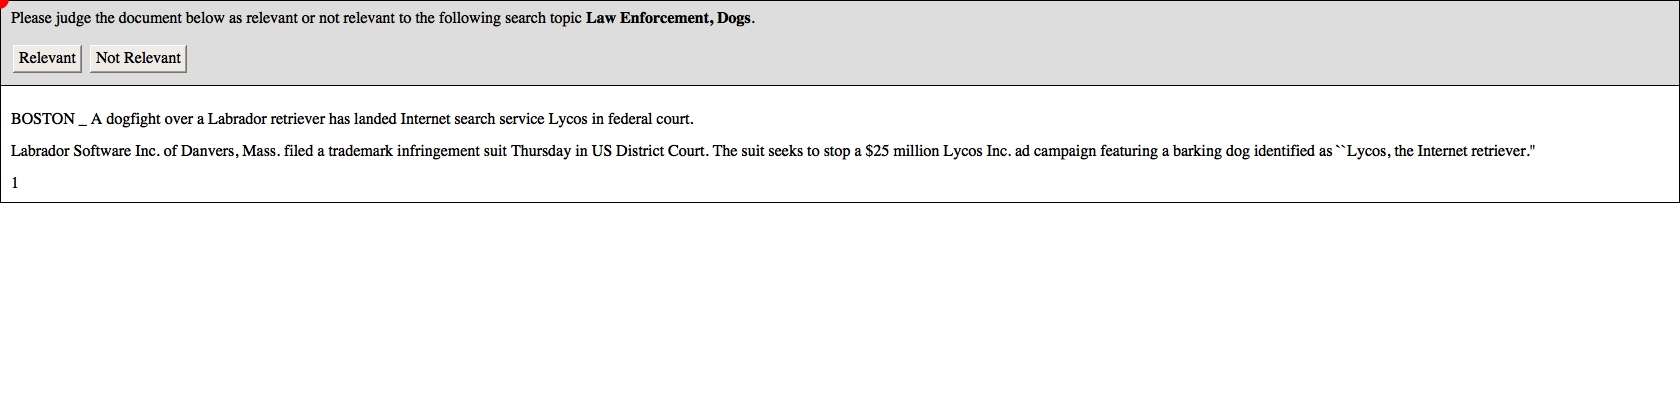 Please judge the document below as relevant or not relevant to the following search topic Law Enforcement, Dogs.
Relevant Not Relevant
BOSTON _ A dogfight over a Labrador retriever has landed Internet search service Lycos in federal court.
Labrador Software Inc. of Danvers, Mass. filed a trademark infringement suit Thursday in US District Court. The suit seeks to stop a $25 million Lycos Inc. ad campaign featuring a barking dog identified as ``Lycos, the Internet retriever."
1